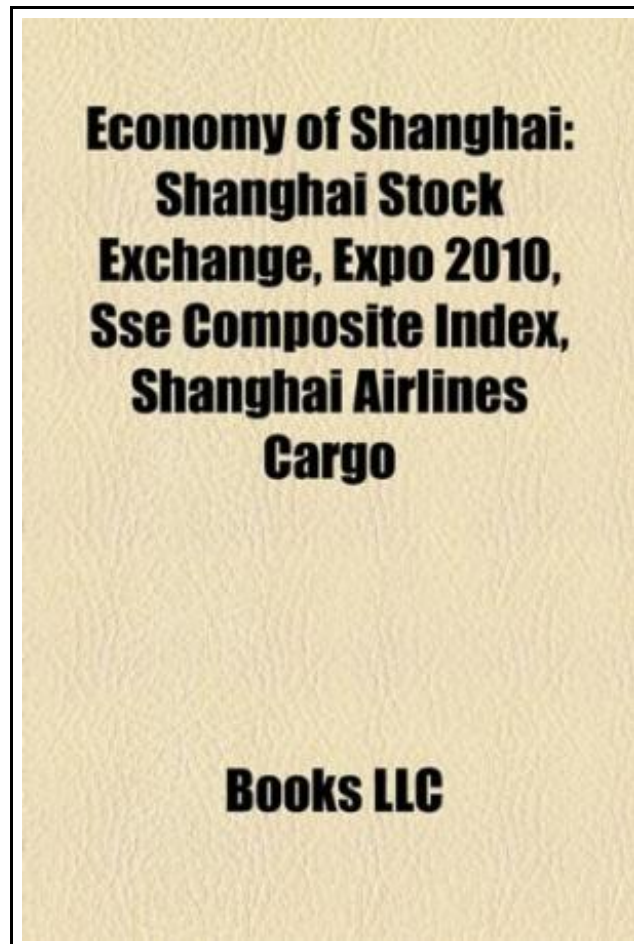 Economy of Shanghai:
Shanghai Stock
Exchange, Expo 2010,
Sse Composite Index,
Shanghai Airlines
Cargo
Books LLC